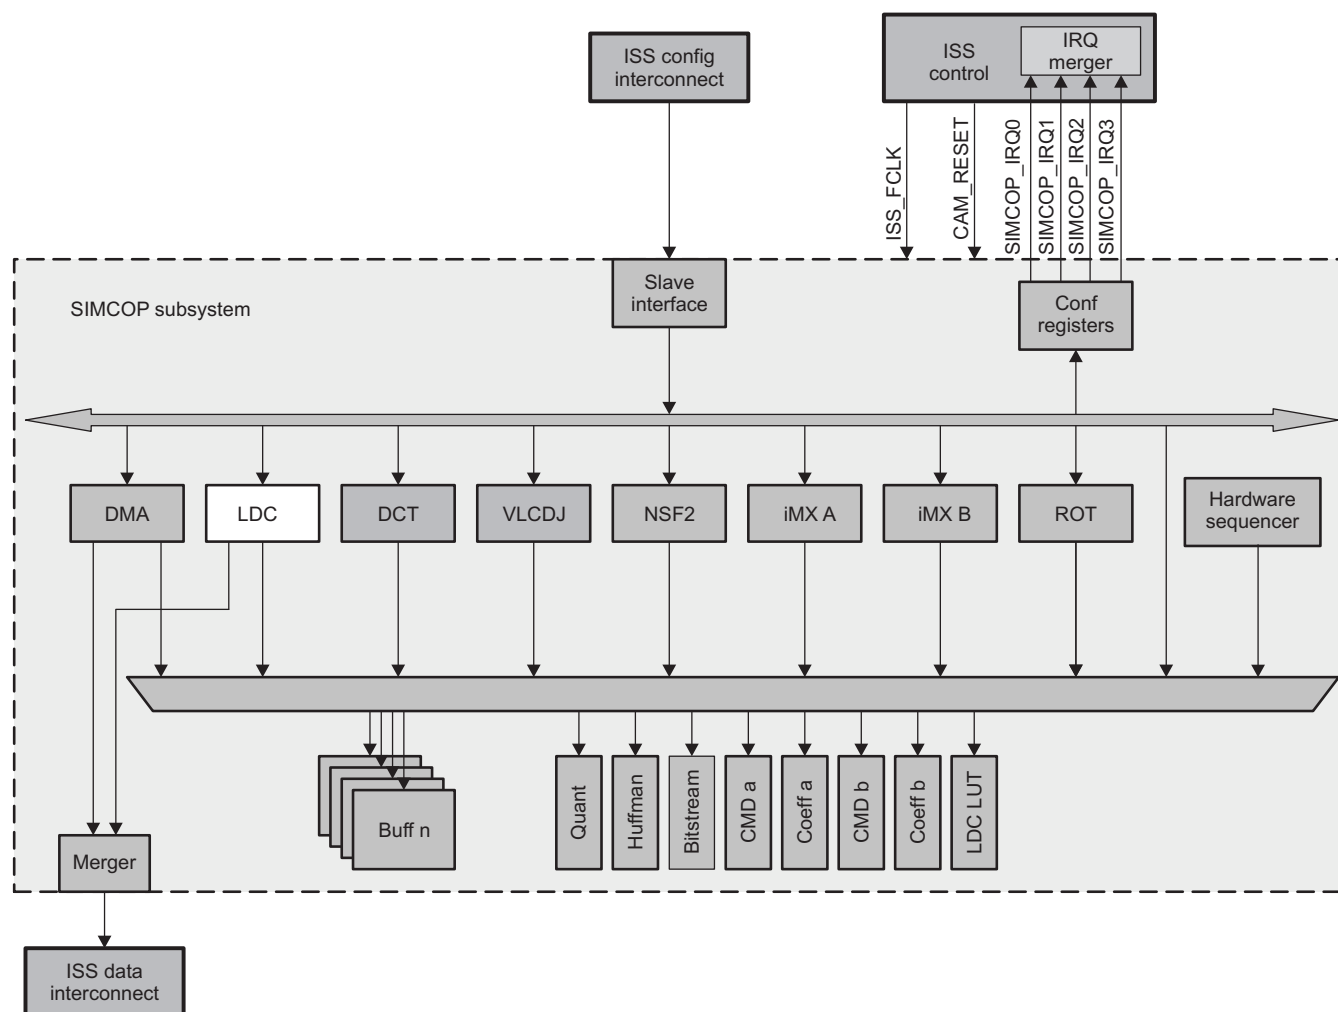 ISS config
interconnect
ISS
control
IRQ
merger
ISS_FCLK
CAM_RESET
SIMCOP_IRQ0
SIMCOP_IRQ1
SIMCOP_IRQ2
SIMCOP_IRQ3
SIMCOP subsystem
Slave
interface
Conf
registers
DMA
LDC
DCT
VLCDJ
NSF2
iMX A
iMX B
ROT
Hardware
sequencer
Buff n
Quant
Huffman
Bitstream
CMD a
Coeff a
CMD b
Coeff b
LDC LUT
Merger
ISS data
interconnect